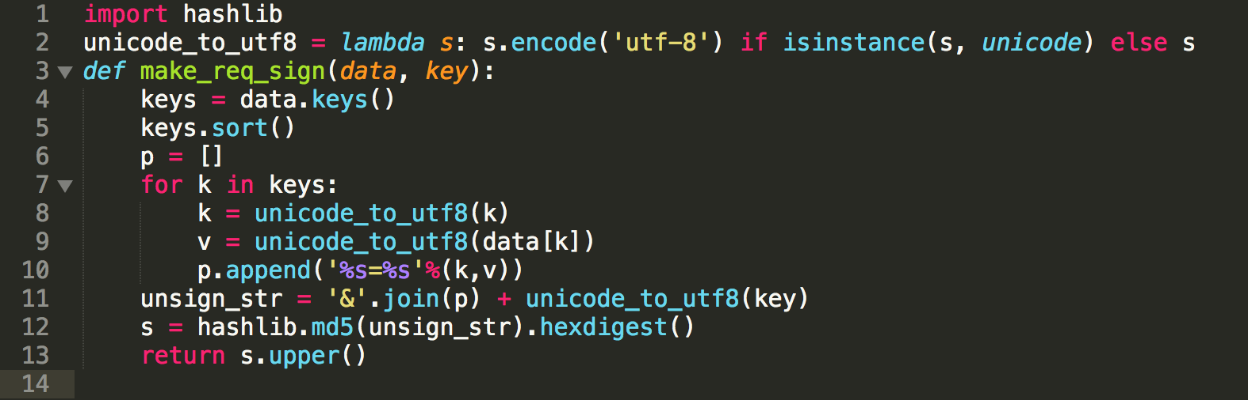 1 import hashlib
2 unicode_to_utf8 = lambda s: s.encode('utf-8') if isinstance(s, unicode) else s
3 def make_req_sign(data, key):
4     keys = data.keys()
5     keys.sort()
6     p = []
7     for k in keys:
8         k = unicode_to_utf8(k)
9         v = unicode_to_utf8(data[k])
10         p.append('%s=%s'%(k,v))
11     unsign_str = '&'.join(p) + unicode_to_utf8(key)
12     s = hashlib.md5(unsign_str).hexdigest()
13     return s.upper()
14